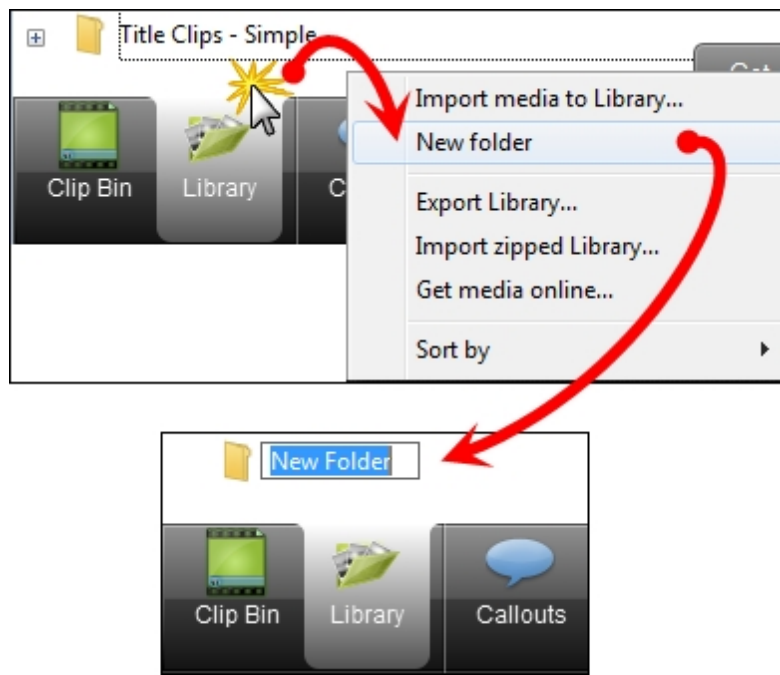 Title Clips - Simple
Import media to Library...
New folder
Export Library...
Import zipped Library...
Get media online...
Sort by
Clip Bin
Library
New Folder
Clip Bin
Library
Callouts